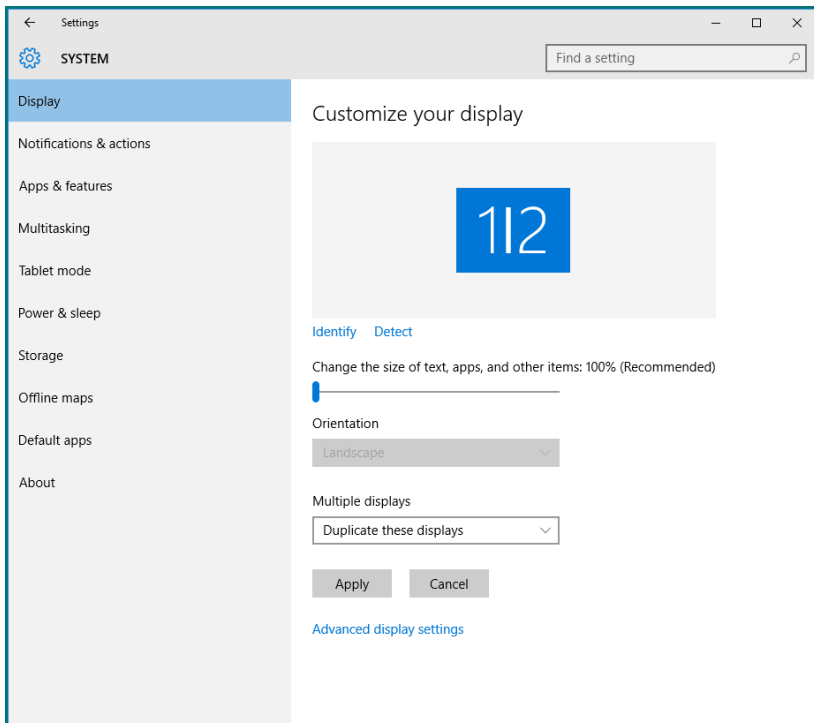 Settings
SYSTEM
Find a setting
Display
Notifications & actions
Apps & features
Multitasking
Tablet mode
Power & sleep
Storage
Offline maps
Default apps
About
Customize your display
1|2
Identify Detect
Change the size of text, apps, and other items: 100% (Recommended)
Orientation
Landscape
Multiple displays
Duplicate these displays
Apply Cancel
Advanced display settings